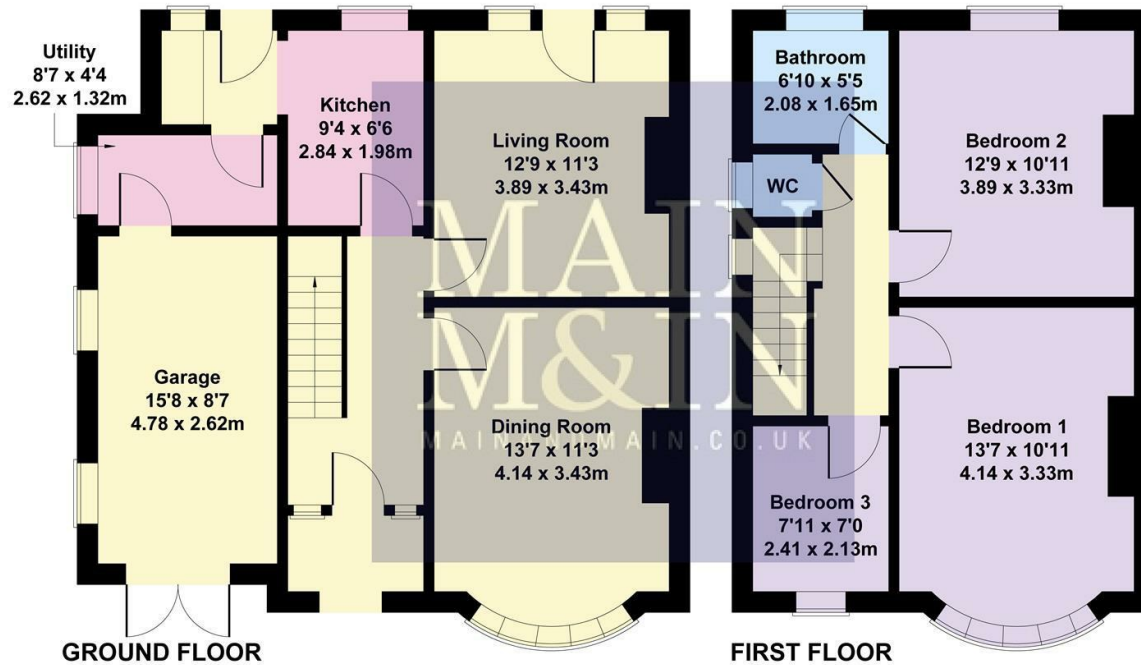 Utility
8'7 x 4'4
2.62 x 1.32m
Kitchen
9'4 x 6'6
2.84 x 1.98m
Living Room
12'9 x 11'3
3.89 x 3.43m
Garage
15'8 x 8'7
4.78 x 2.62m
Dining Room
13'7 x 11'3
4.14 x 3.43m
GROUND FLOOR
Bathroom
6'10 x 5'5
2.08 x 1.65m
WC
Bedroom 2
12'9 x 10'11
3.89 x 3.33m
Bedroom 1
13'7 x 10'11
4.14 x 3.33m
Bedroom 3
7'11 x 7'0
2.41 x 2.13m
FIRST FLOOR
MAIN
M&IN
MAINANDMAIN.CO.UK